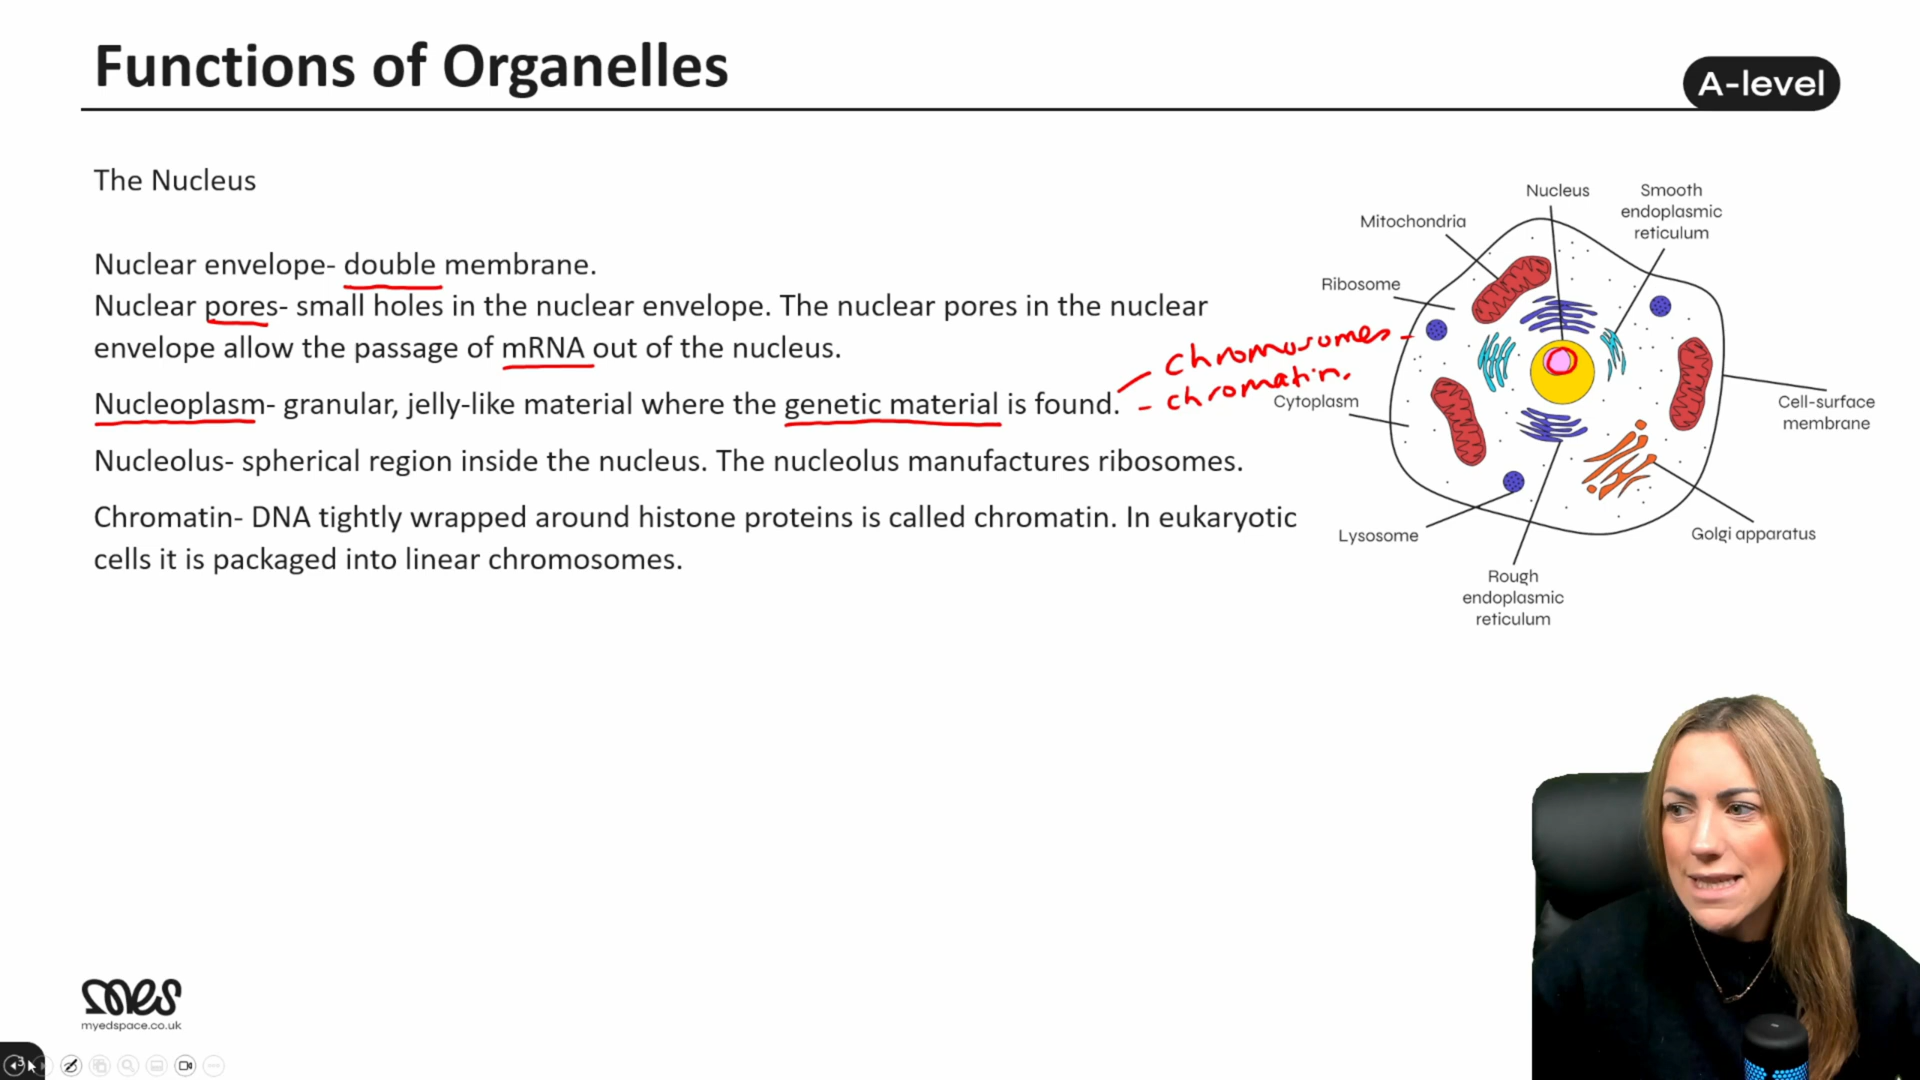 Functions of Organelles
A-level
The Nucleus
Nuclear envelope- double membrane.
Nuclear pores- small holes in the nuclear envelope. The nuclear pores in the nuclear
envelope allow the passage of mRNA out of the nucleus.
Nucleoplasm- granular, jelly-like material where the genetic material is found.
- chromosomes -
- chromatin.
Nucleolus- spherical region inside the nucleus. The nucleolus manufactures ribosomes.
Chromatin- DNA tightly wrapped around histone proteins is called chromatin. In eukaryotic
cells it is packaged into linear chromosomes.
Nucleus
Smooth
endoplasmic
reticulum
Mitochondria
Ribosome
Cytoplasm
Cell-surface
membrane
Lysosome
Golgi apparatus
Rough
endoplasmic
reticulum
mes
myedspace.co.uk
3